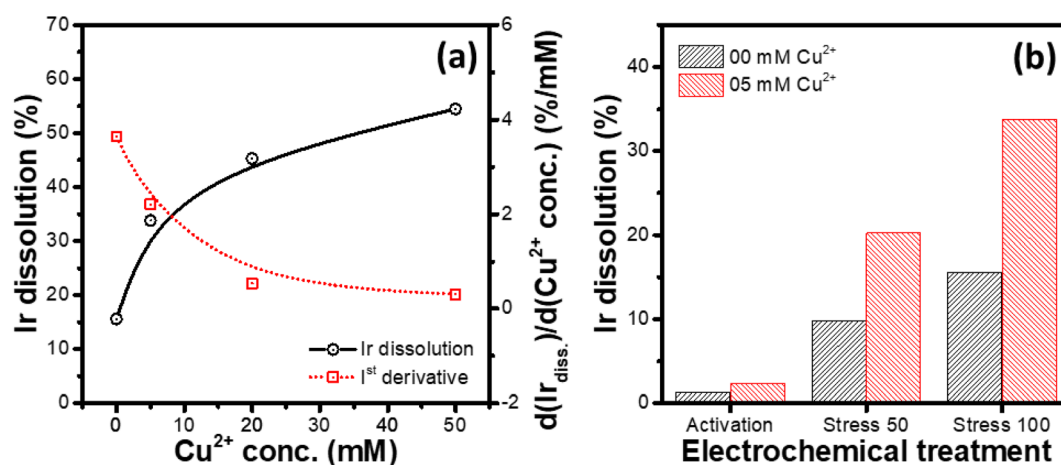 (a)
Ir dissolution (%)
70
60
50
40
30
20
10
0
6
4
2
0
-2
d(Ir_diss.)/d(Cu²⁺ conc.) (%/mM)
Ir dissolution
Iˢᵗ derivative
0 10 20 30 40 50
Cu²⁺ conc. (mM)
(b)
Ir dissolution (%)
40
30
20
10
0
00 mM Cu²⁺
05 mM Cu²⁺
Activation Stress 50 Stress 100
Electrochemical treatment